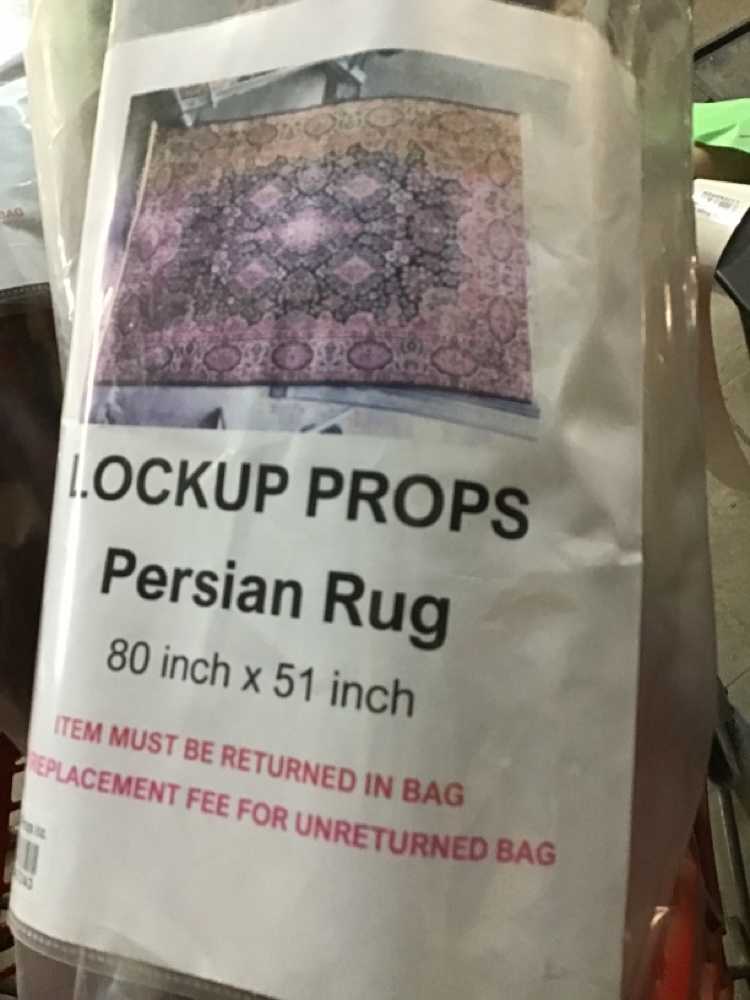 LOCKUP PROPS
Persian Rug
80 inch x 51 inch
ITEM MUST BE RETURNED IN BAG
REPLACEMENT FEE FOR UNRETURNED BAG
BAG